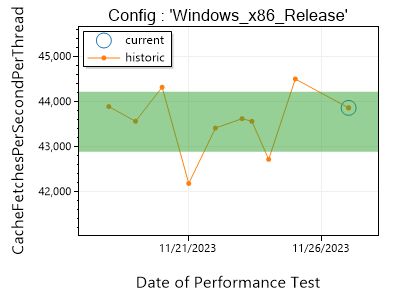 Config : 'Windows_x86_Release'
current
historic
CacheFetchesPerSecondPerThread
45,000
44,000
43,000
42,000
11/21/2023
11/26/2023
Date of Performance Test